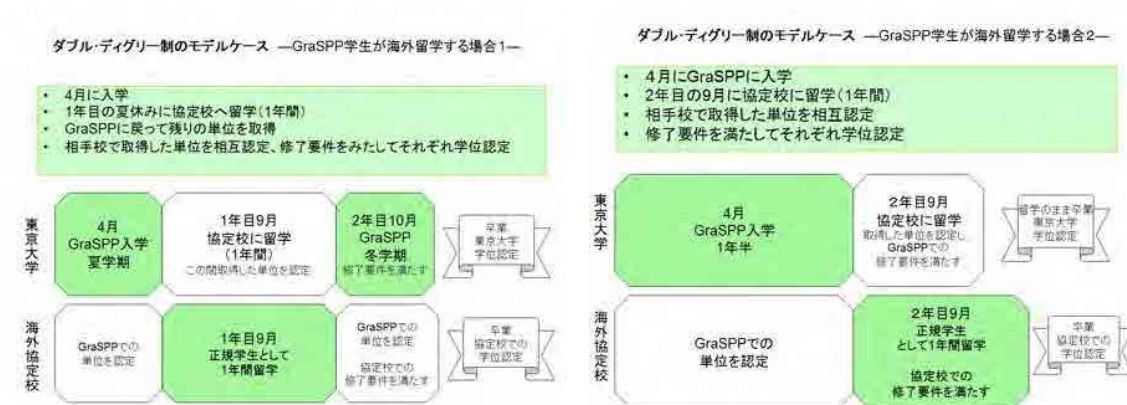 ダブル・ディグリー制のモデルケース ―GraSPP学生が海外留学する場合1―
• 4月に入学
• 1年目の夏休みに協定校へ留学(1年間)
• GraSPPに戻って残りの単位を取得
• 相手校で取得した単位を相互認定、修了要件をみたしてそれぞれ学位認定
東京大学
4月
GraSPP入学
夏学期
1年目9月
協定校に留学
(1年間)
この間取得した単位を認定
2年目10月
GraSPP
冬学期
修了要件を満たす
卒業
東京大学
学位認定
海外協定校
GraSPPでの
単位を認定
1年目9月
正規学生として
1年間留学
GraSPPでの
単位を認定
協定校での
修了要件を満たす
卒業
協定校での
学位認定
ダブル・ディグリー制のモデルケース ―GraSPP学生が海外留学する場合2―
• 4月にGraSPPに入学
• 2年目の9月に協定校に留学(1年間)
• 相手校で取得した単位を相互認定
• 修了要件を満たしてそれぞれ学位認定
東京大学
4月
GraSPP入学
1年半
2年目9月
協定校に留学
取得した単位を認定し
GraSPPでの
修了要件を満たす
留学のまま卒業
東京大学
学位認定
海外協定校
GraSPPでの
単位を認定
2年目9月
正規学生
として1年間留学
協定校での
修了要件を満たす
卒業
協定校での
学位認定